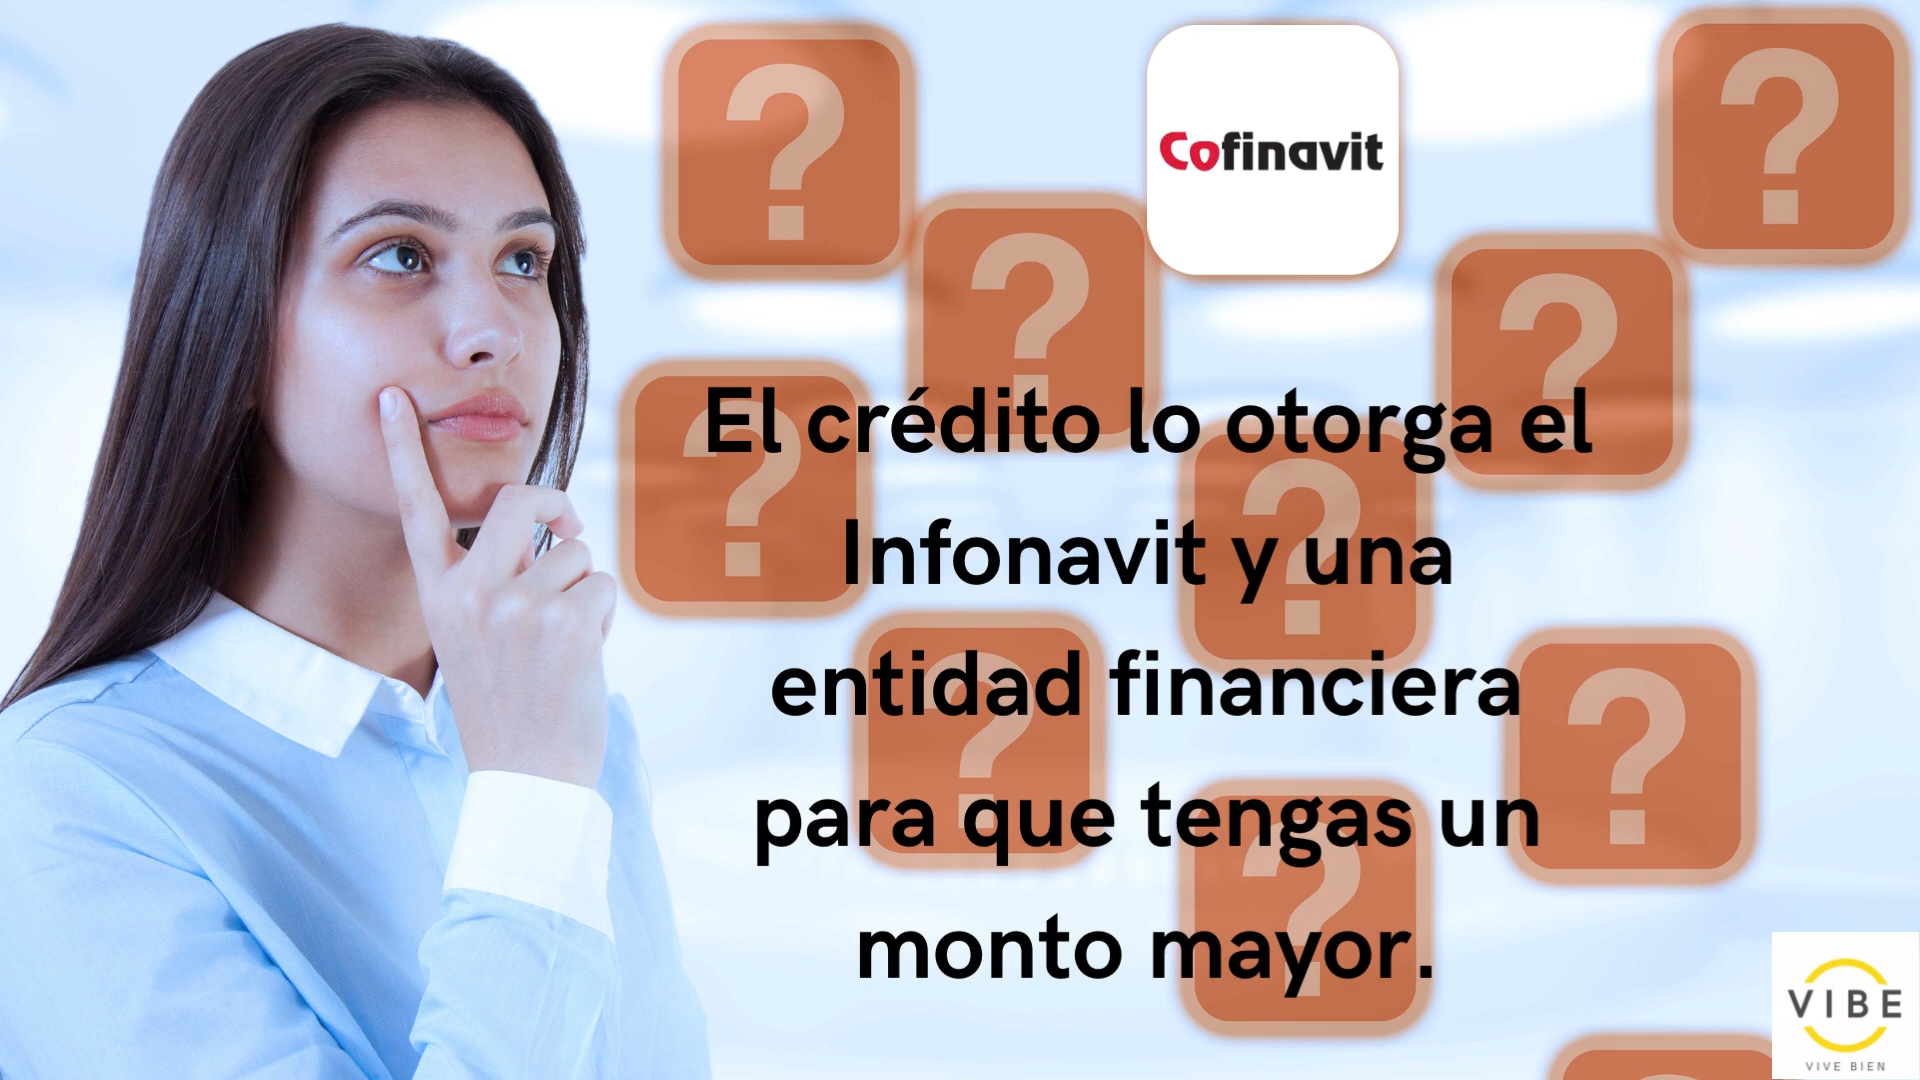 ?
?
Cofinavit
?
?
?
El crédito lo otorga el
Infonavit y una
entidad financiera
para que tengas un
monto mayor.
?
?
?
?
?
VIBE
VIVE BIEN